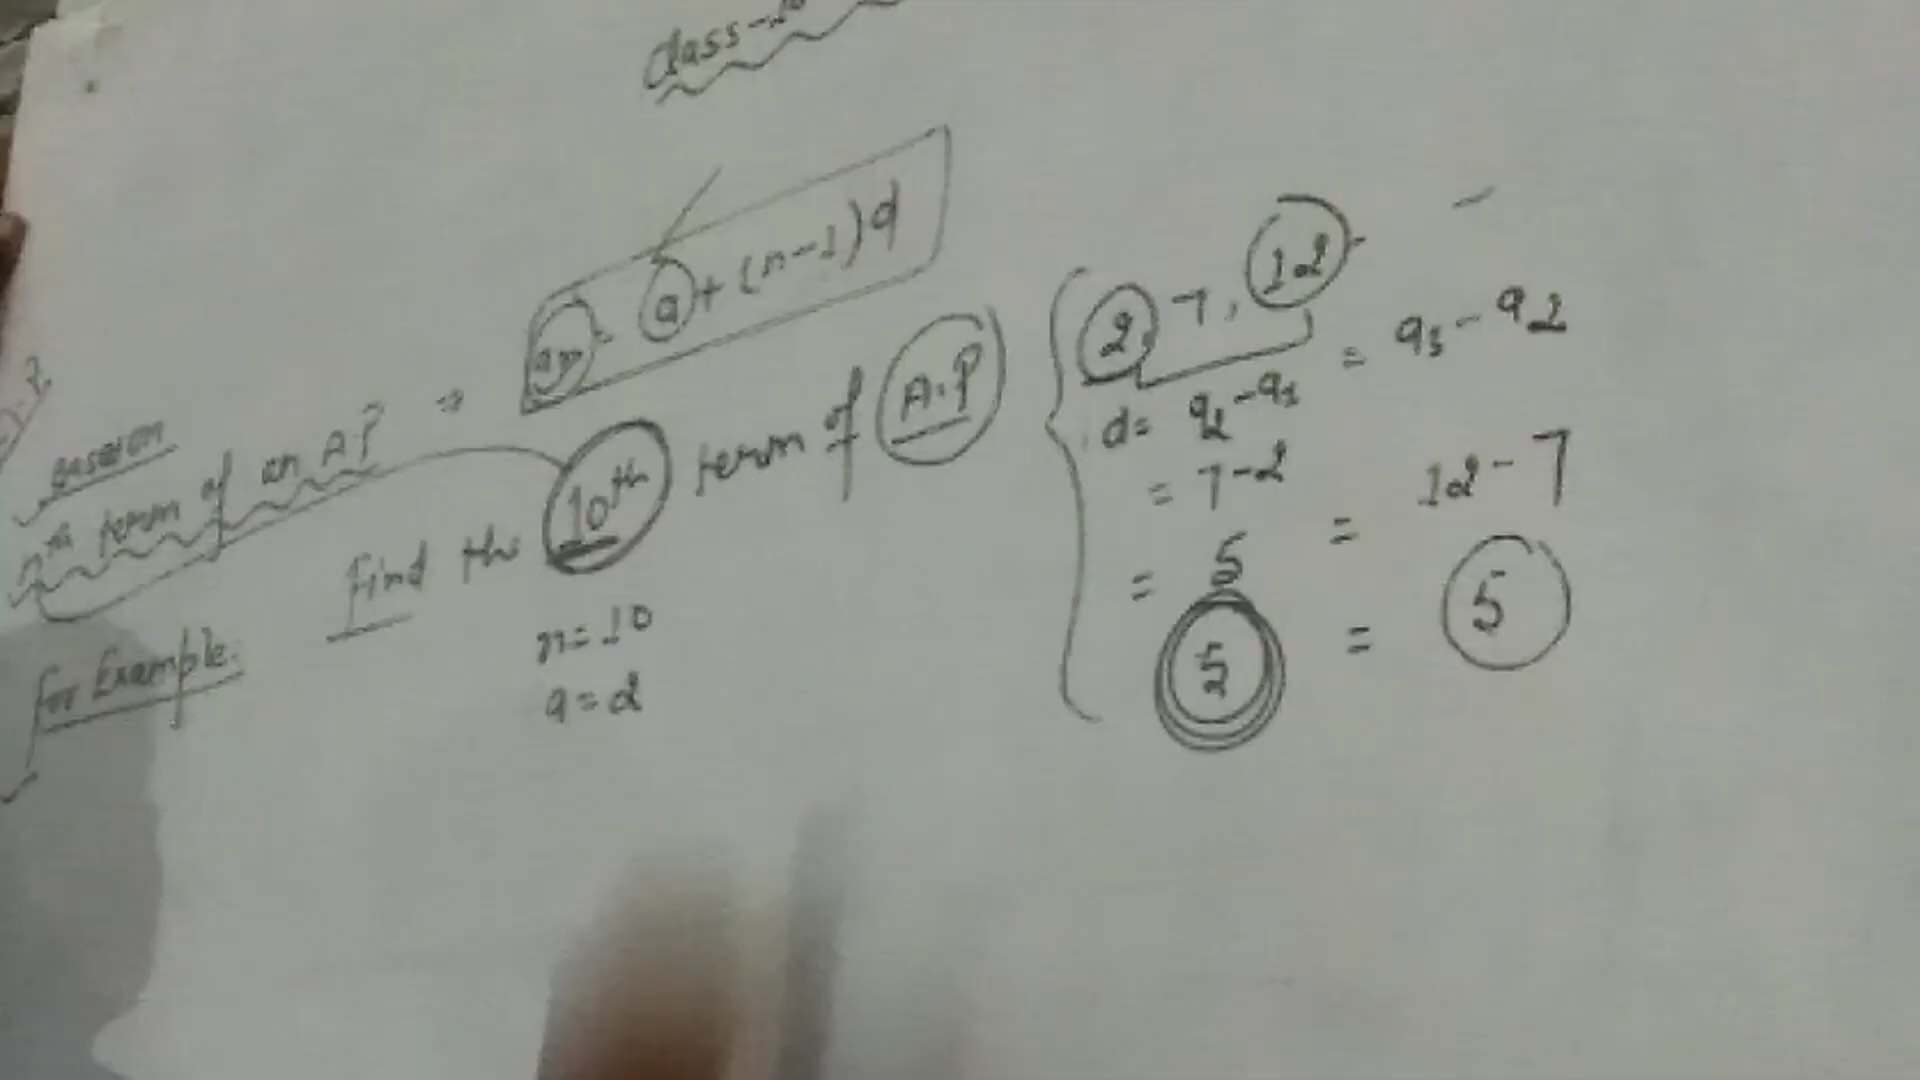 Class-10
Based on
nth term of an A.P ⇒ an = a + (n-1)d
For Example. Find the 10th term of A.P 2, 7, 12 -
n=10
a=2
d= a2-a1 = a3-a2
= 7-2 = 12-7
= 5 = 5
5